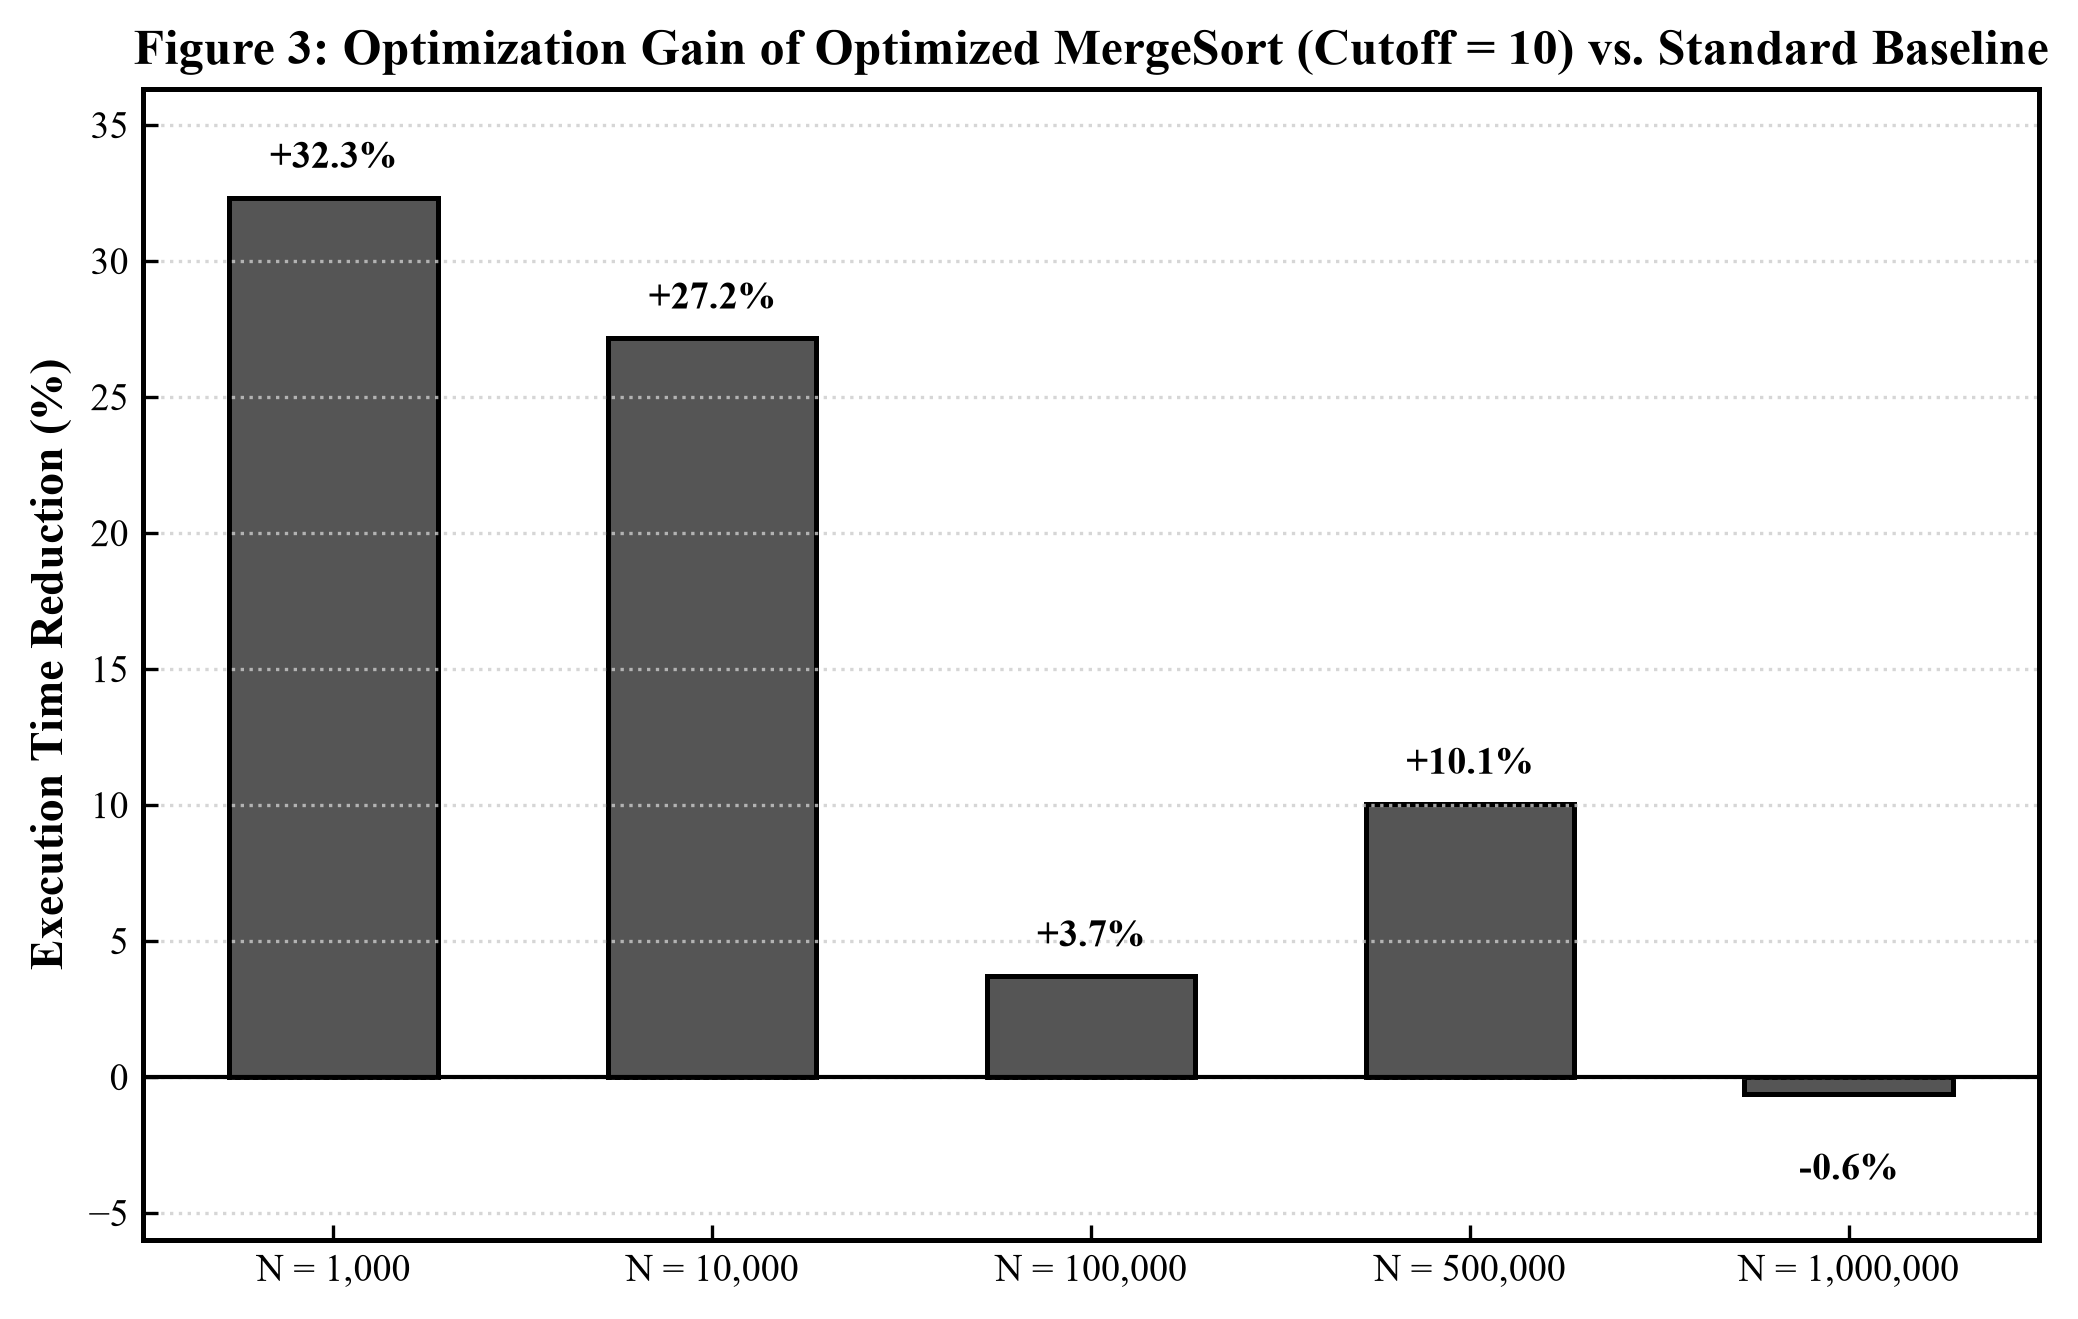 Figure 3: Optimization Gain of Optimized MergeSort (Cutoff = 10) vs. Standard Baseline
Execution Time Reduction (%)
35
30
25
20
15
10
5
0
−5
+32.3%
+27.2%
+3.7%
+10.1%
-0.6%
N = 1,000
N = 10,000
N = 100,000
N = 500,000
N = 1,000,000